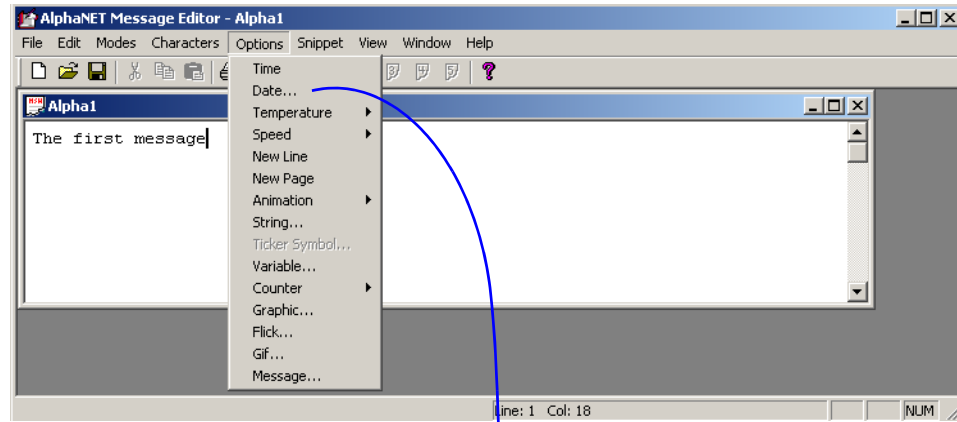 AlphaNET Message Editor - Alpha1
File Edit Modes Characters Options Snippet View Window Help
Alpha1
The first message
Time
Date...
Temperature
Speed
New Line
New Page
Animation
String...
Ticker Symbol...
Variable...
Counter
Graphic...
Flick...
Gif...
Message...
Line: 1 Col: 18
NUM